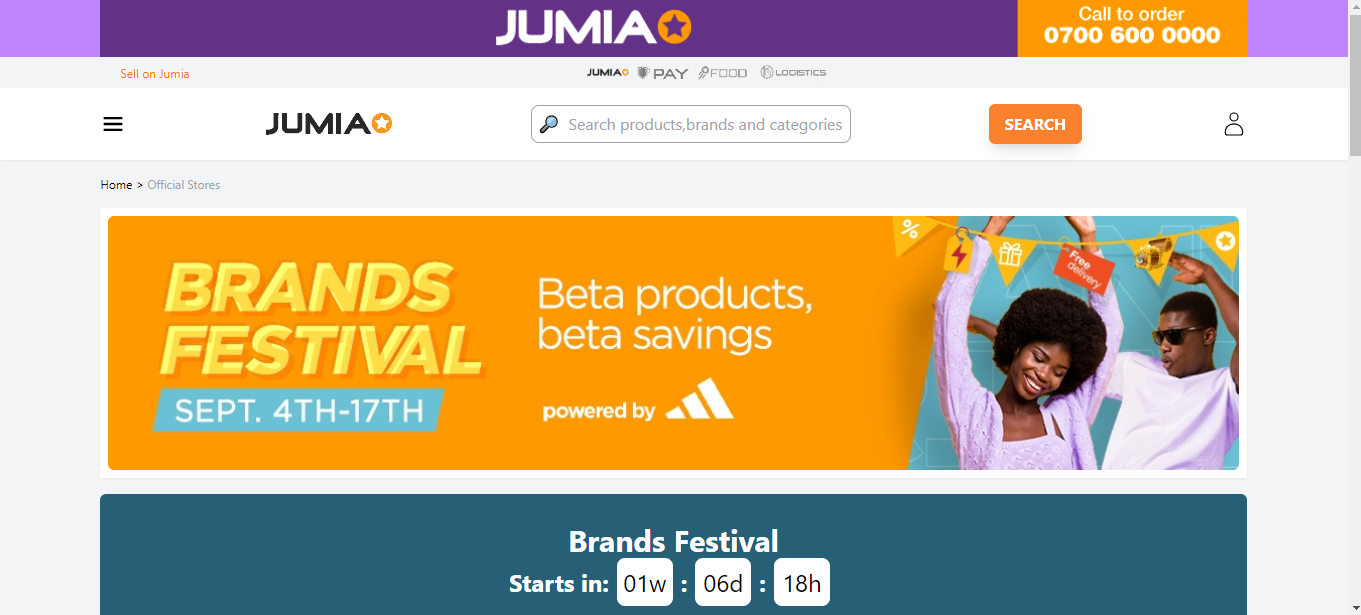 JUMIA
Call to order
0700 600 0000
Sell on Jumia
JUMIA PAY FOOD LOGISTICS
JUMIA
Search products,brands and categories
SEARCH
Home > Official Stores
%
Free
delivery
BRANDS
FESTIVAL
SEPT. 4TH-17TH
Beta products,
beta savings
powered by
Brands Festival
Starts in: 01w : 06d : 18h